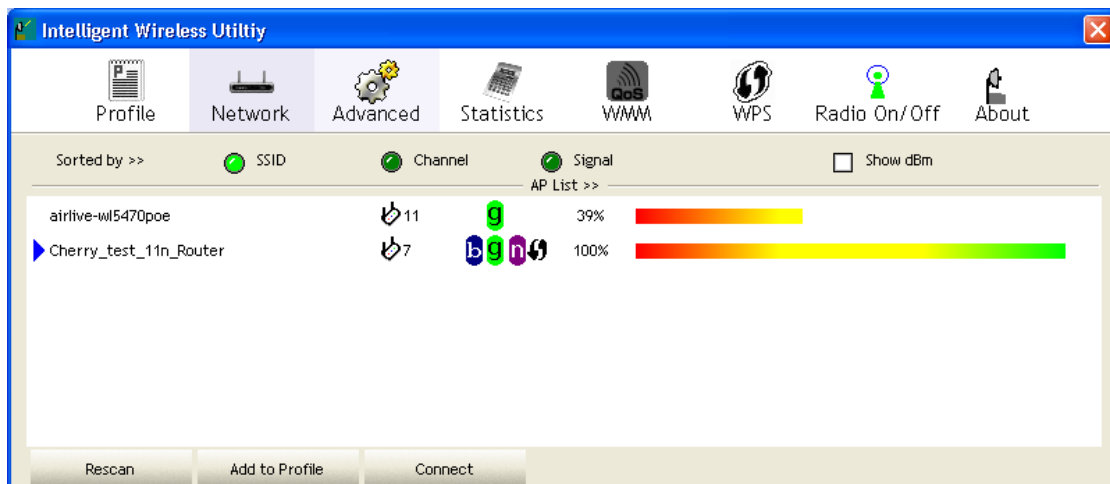 Intelligent Wireless Utiltiy
P
QoS
Profile Network Advanced Statistics WMM WPS Radio On/Off About
Sorted by >> SSID Channel Signal Show dBm
AP List >>
airlive-wl5470poe 11 g 39%
Cherry_test_11n_Router 7 b g n 100%
Rescan Add to Profile Connect